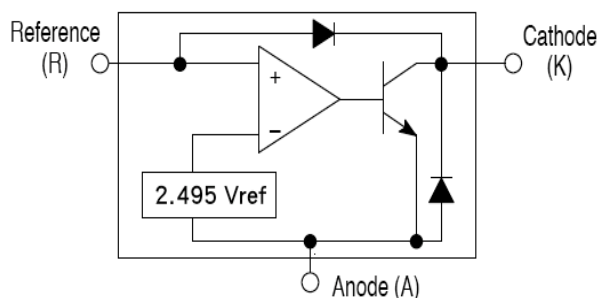 Reference
(R)
Cathode
(K)
+
−
2.495 Vref
Anode (A)